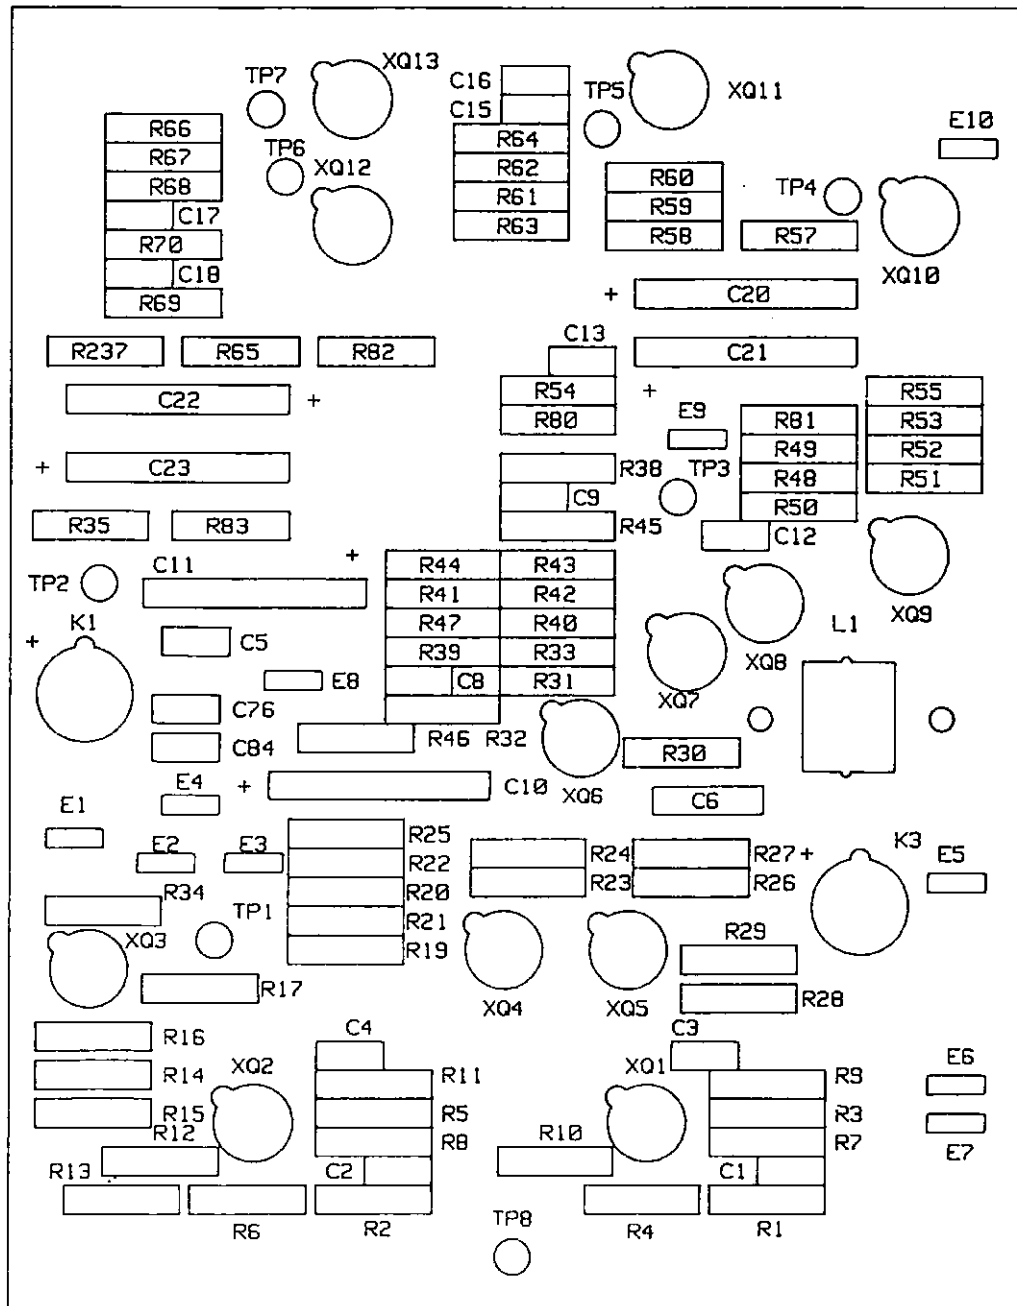 XQ13
C16
TP7
TP5
XQ11
C15
R66
R64
E10
R67
TP6
XQ12
R62
R60
TP4
R68
R61
R59
C17
R63
R58
R57
R70
C18
XQ10
R69
+
C20
C13
R237
R65
R82
C21
R54
+
R55
C22
+
R80
E9
R81
R53
R49
R52
+
C23
R38
TP3
R48
R51
C9
R50
R35
R83
R45
C12
+
C11
R44
R43
TP2
R41
R42
XQ9
K1
R47
R40
L1
+
C5
R39
R33
XQ8
E8
C8
R31
XQ7
C76
C84
R46
R32
R30
E4
+
C10
XQ6
C6
E1
R25
E2
E3
R22
R24
R27
+
K3
E5
R34
R20
R23
R26
TP1
R21
XQ3
R19
R29
R17
XQ4
XQ5
R28
R16
C4
C3
XQ2
XQ1
E6
R14
R11
R9
R15
R5
R3
R12
R8
R10
R7
E7
R13
C2
C1
R6
R2
TP8
R4
R1